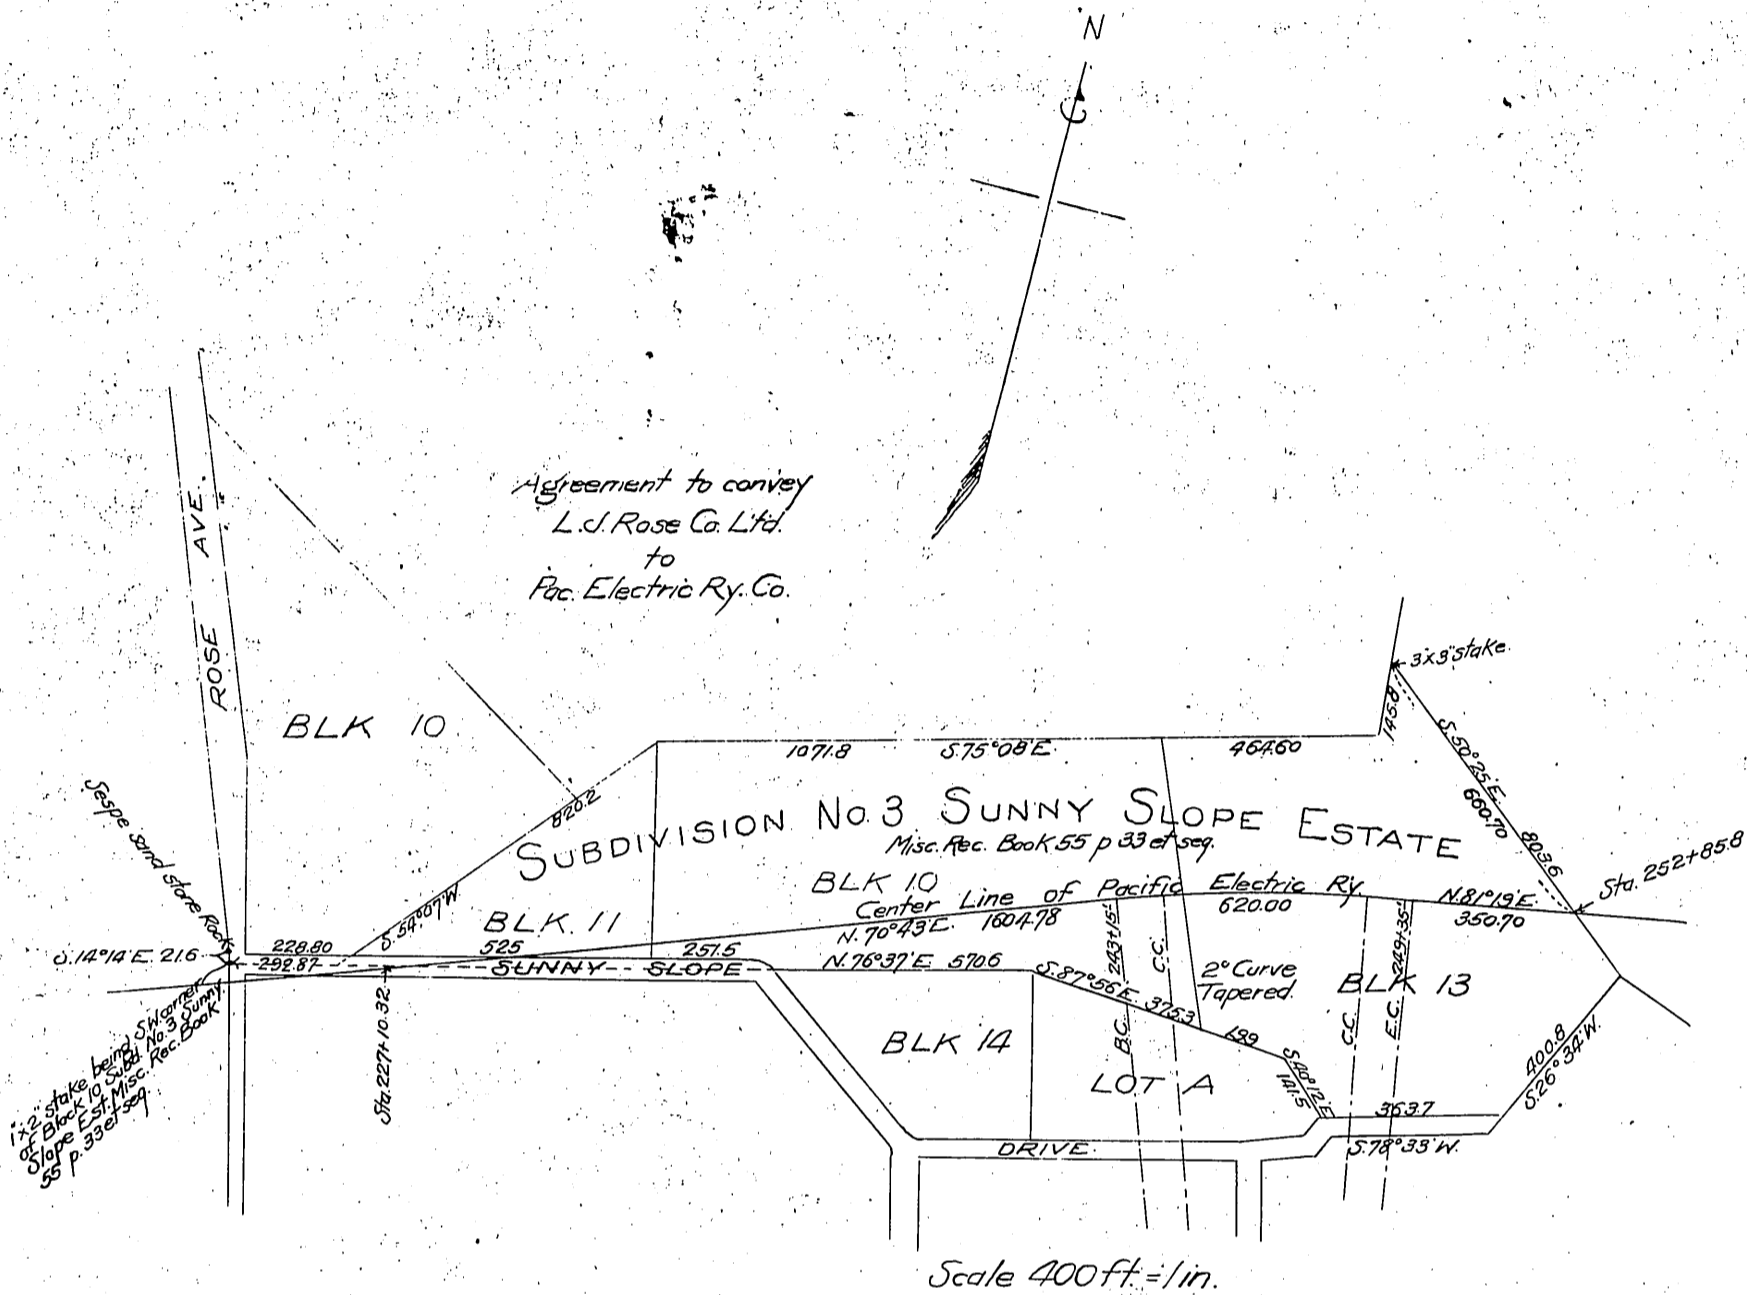 N
Agreement to convey
L.J. Rose Co. Ltd.
to
Pac. Electric Ry. Co.
ROSE AVE.
BLK 10
3"x3" stake
145.8
S.50°25'E.
660.70
803.6
Sta. 252+85.8
1071.8 S.75°08'E. 464.60
820.2
S.54°07'W.
SUBDIVISION No. 3 SUNNY SLOPE ESTATE
Misc. Rec. Book 55 p 33 et seq.
BLK 10
Center Line of Pacific Electric Ry.
N.70°43'E. 1604.78
620.00
N.81°19'E.
350.70
BLK. 11
Sespe sand stone Rock
S.14°14'E. 21.6
228.80
292.87
525
251.5
SUNNY SLOPE
N.76°37'E. 570.6
S.87°56'E. 375.3
189
S.40°12'E.
141.5
243+15
B.C.
C.C.
2° Curve
Tapered.
BLK 13
C.C.
249+35
E.C.
Sta. 227+10.32
1"x2" stake being S.W. corner
of Block 10 Subd. No. 3 Sunny
Slope Est. Misc. Rec. Book
55 p. 33 et seq.
BLK 14
LOT A
363.7
S.78°33'W.
400.8
S.26°34'W.
DRIVE.
Scale 400 ft. = 1 in.